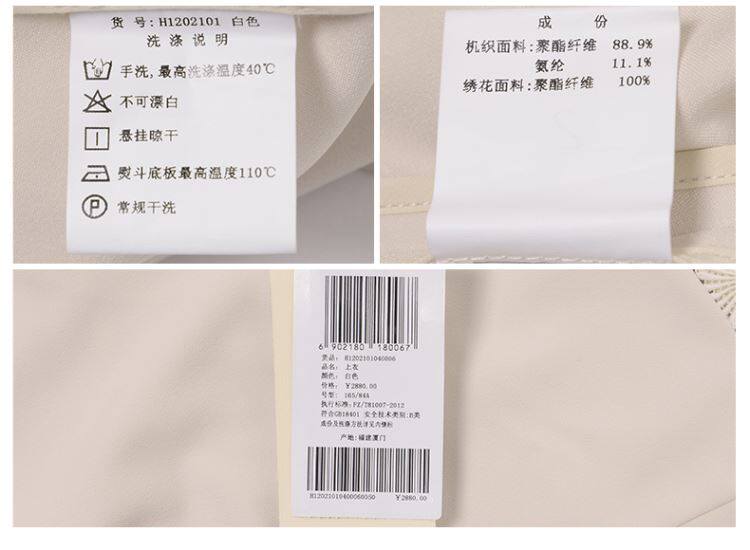 货 号: H1202101 白色
洗涤说明
手洗,最高洗涤温度40℃
不可漂白
悬挂晾干
熨斗底板最高温度110℃
P 常规干洗
成 份
机织面料:聚酯纤维 88.9%
氨纶 11.1%
绣花面料:聚酯纤维 100%
6 902180 180067
货品: H1202101040006
品名: 上衣
颜色: 白色
价格: ¥2880.00
号型: 165/84A
执行标准:FZ/T81007-2012
符合GB18401 安全技术类别:B类
成份及洗涤方法详见内缝标
产地:福建厦门
H12021010400060050 ¥2880.00